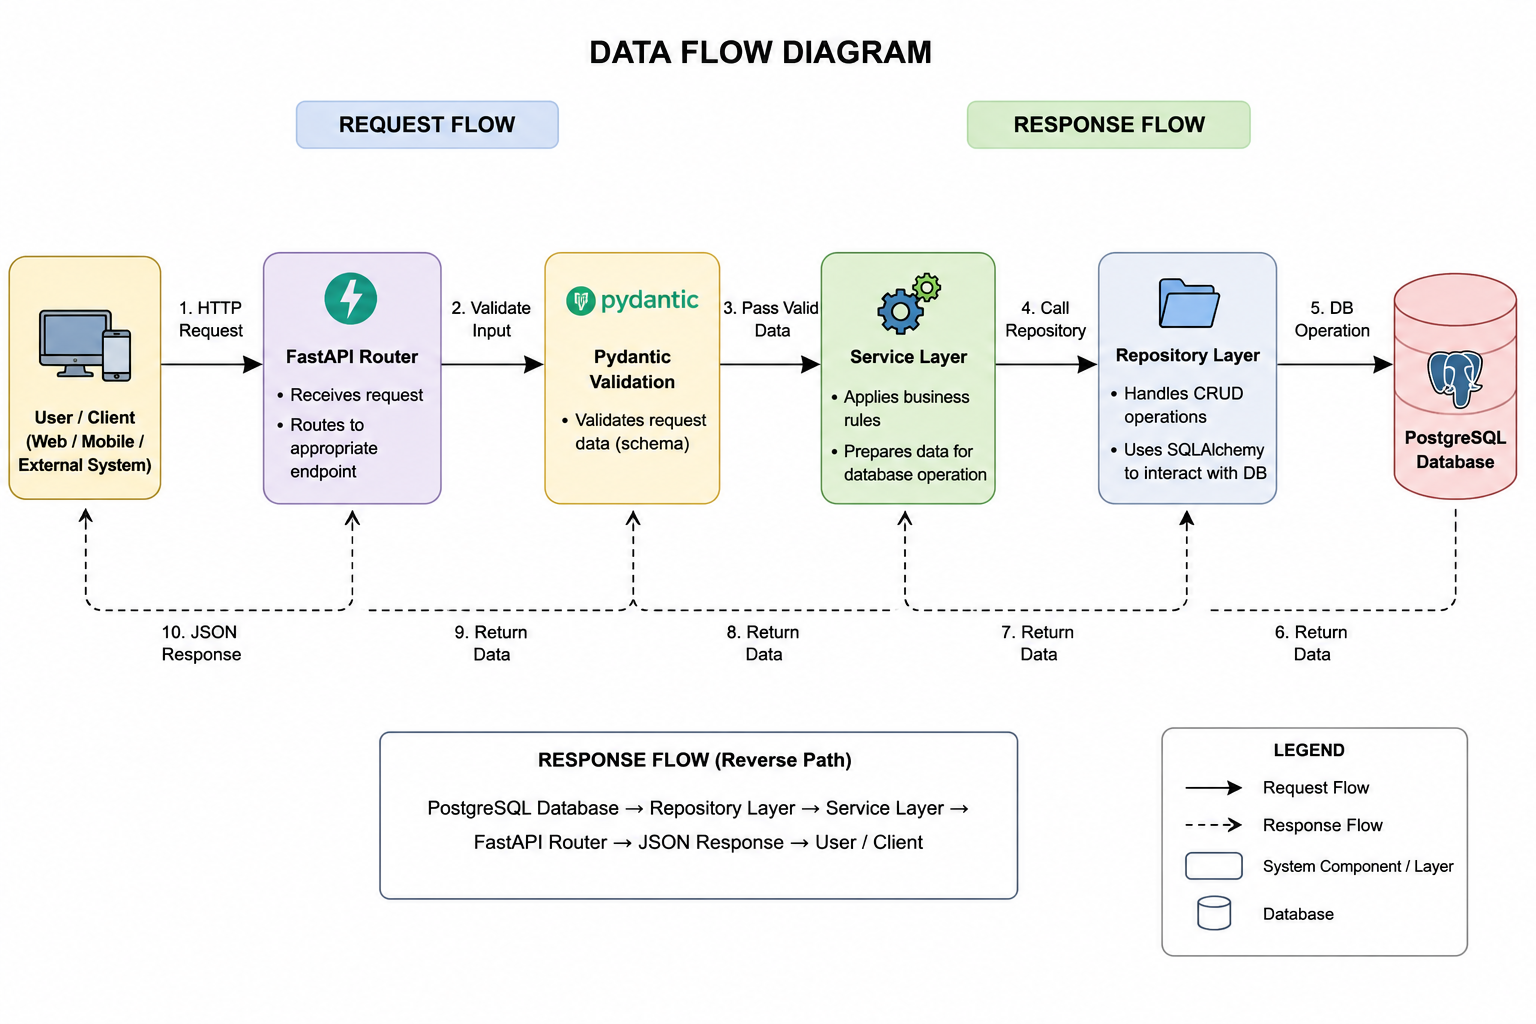 DATA FLOW DIAGRAM
REQUEST FLOW
RESPONSE FLOW
1. HTTP
Request
2. Validate
Input
3. Pass Valid
Data
4. Call
Repository
5. DB
Operation
User / Client
(Web / Mobile /
External System)
FastAPI Router
• Receives request
• Routes to
appropriate
endpoint
pydantic
Pydantic
Validation
• Validates request
data (schema)
Service Layer
• Applies business
rules
• Prepares data for
database operation
Repository Layer
• Handles CRUD
operations
• Uses SQLAlchemy
to interact with DB
PostgreSQL
Database
10. JSON
Response
9. Return
Data
8. Return
Data
7. Return
Data
6. Return
Data
RESPONSE FLOW (Reverse Path)
PostgreSQL Database → Repository Layer → Service Layer →
FastAPI Router → JSON Response → User / Client
LEGEND
Request Flow
Response Flow
System Component / Layer
Database